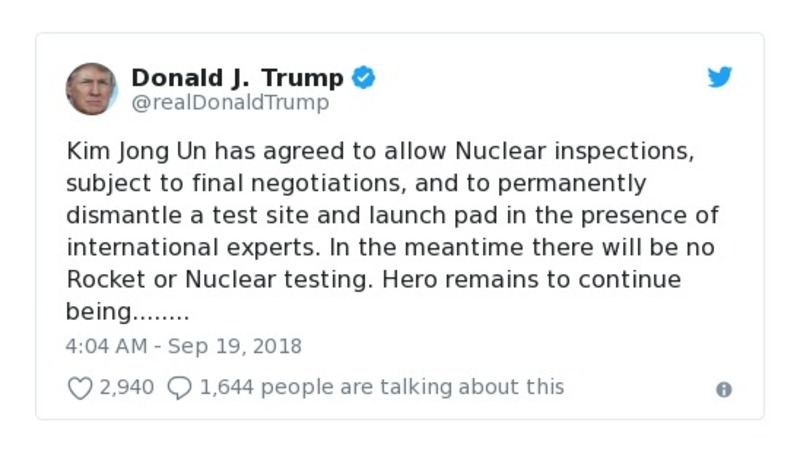 Donald J. Trump
@realDonaldTrump
Kim Jong Un has agreed to allow Nuclear inspections,
subject to final negotiations, and to permanently
dismantle a test site and launch pad in the presence of
international experts. In the meantime there will be no
Rocket or Nuclear testing. Hero remains to continue
being........
4:04 AM - Sep 19, 2018
2,940 1,644 people are talking about this